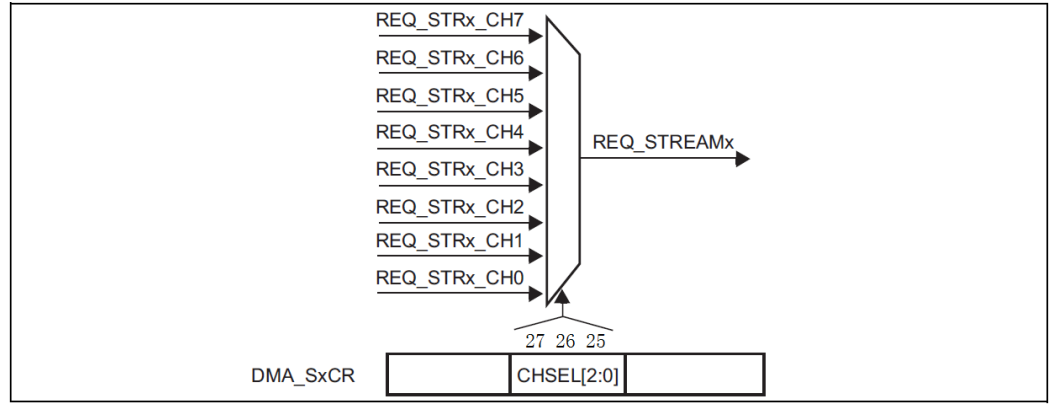 REQ_STRx_CH7
REQ_STRx_CH6
REQ_STRx_CH5
REQ_STRx_CH4
REQ_STREAMx
REQ_STRx_CH3
REQ_STRx_CH2
REQ_STRx_CH1
REQ_STRx_CH0
27 26 25
DMA_SxCR CHSEL[2:0]